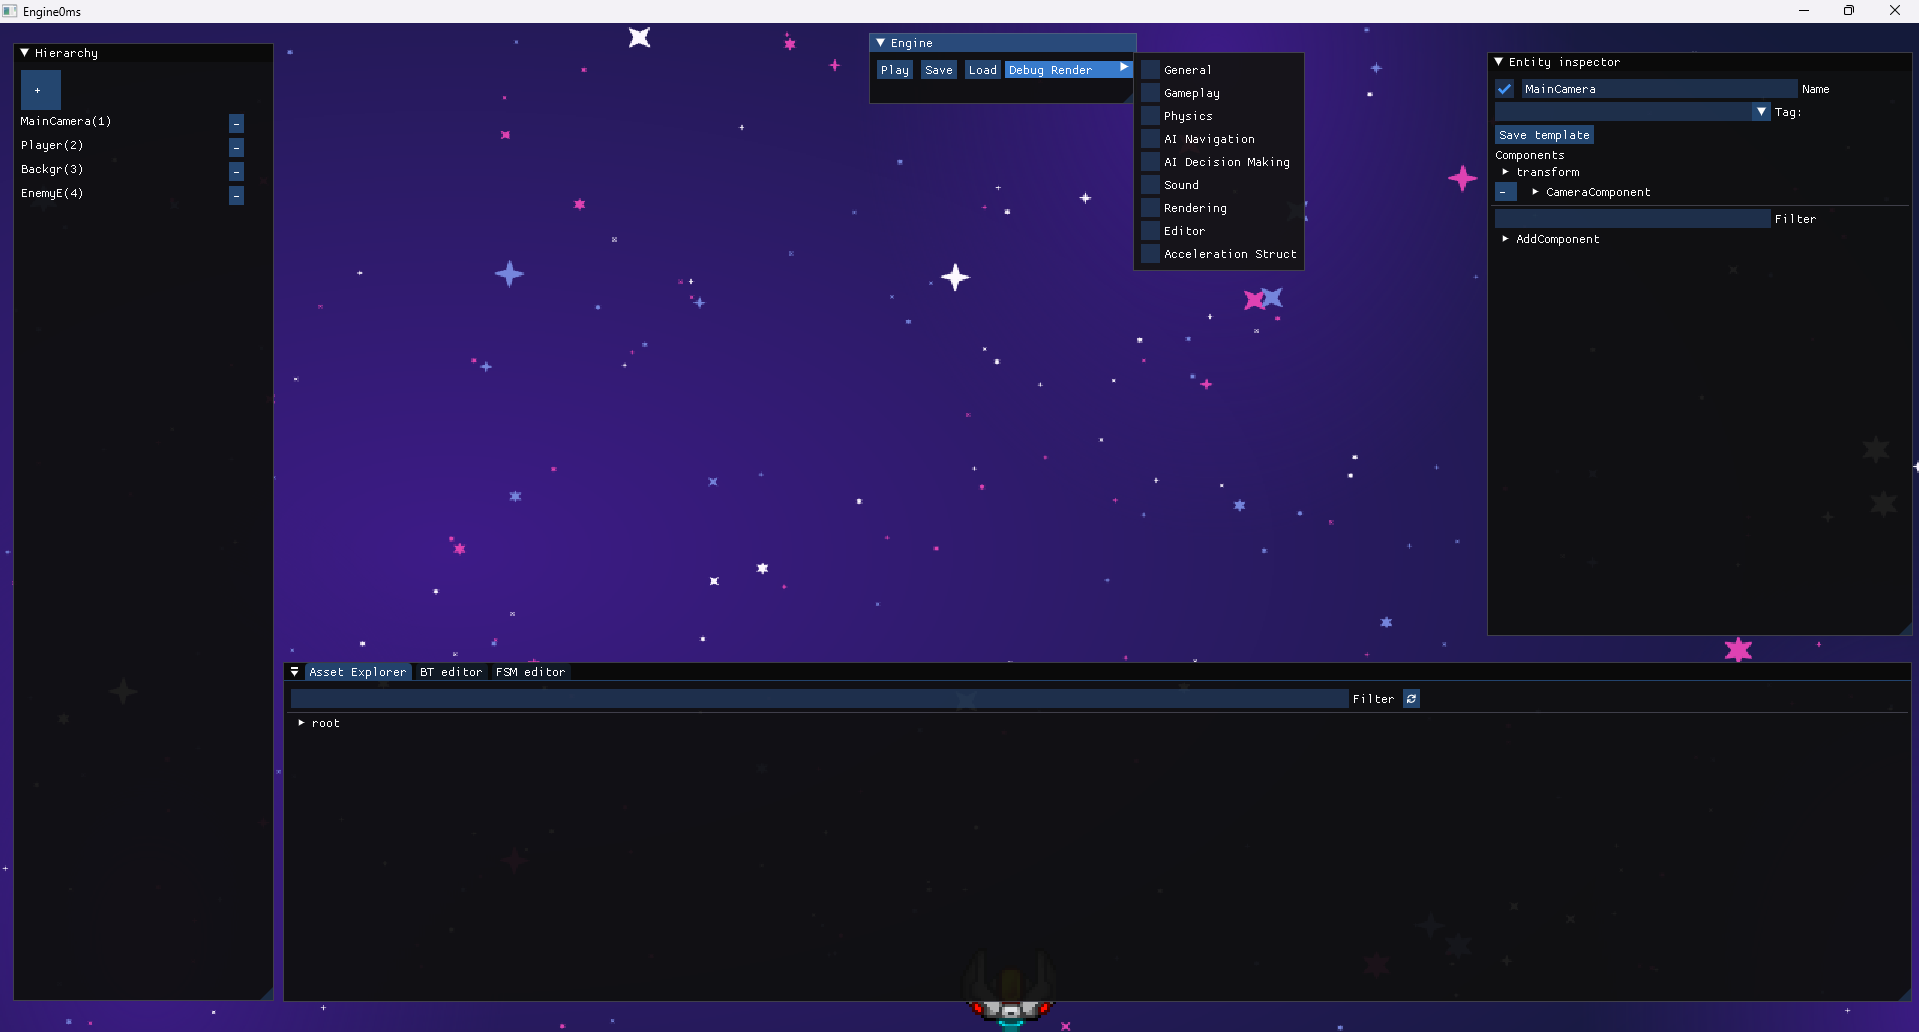 Engine0ms
Hierarchy
+
MainCamera(1) -
Player(2) -
Backgr(3) -
EnemyE(4) -
Engine
Play Save Load Debug Render
General
Gameplay
Physics
AI Navigation
AI Decision Making
Sound
Rendering
Editor
Acceleration Struct
Entity inspector
MainCamera Name
Tag:
Save template
Components
transform
- CameraComponent
Filter
AddComponent
Asset Explorer BT editor FSM editor
Filter
root